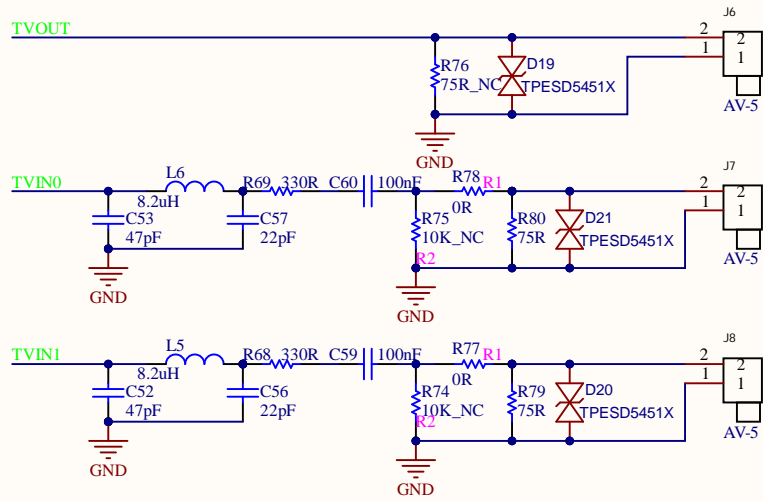 J6
TVOUT
2
2
1
1
R76
75R_NC
D19
TPESD5451X
AV-5
GND
J7
TVIN0
L6
8.2uH
R69
330R
C60
100nF
R78
R1
0R
2
2
1
1
C53
47pF
C57
22pF
R75
10K_NC
R2
R80
75R
D21
TPESD5451X
AV-5
GND
GND
J8
TVIN1
L5
8.2uH
R68
330R
C59
100nF
R77
R1
0R
2
2
1
1
C52
47pF
C56
22pF
R74
10K_NC
R2
R79
75R
D20
TPESD5451X
AV-5
GND
GND